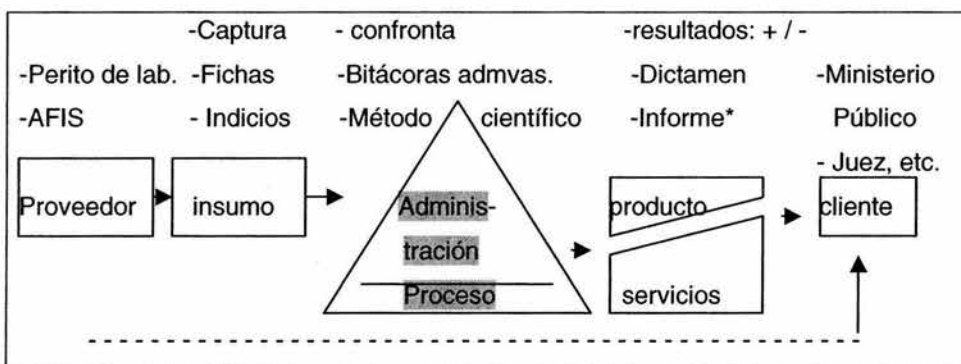 -Captura - confronta -resultados: + / -
-Perito de lab. -Fichas -Bitácoras admvas. -Dictamen -Ministerio
-AFIS - Indicios -Método científico -Informe* Público
- Juez, etc.
Proveedor insumo Adminis- producto cliente
tración
Proceso servicios